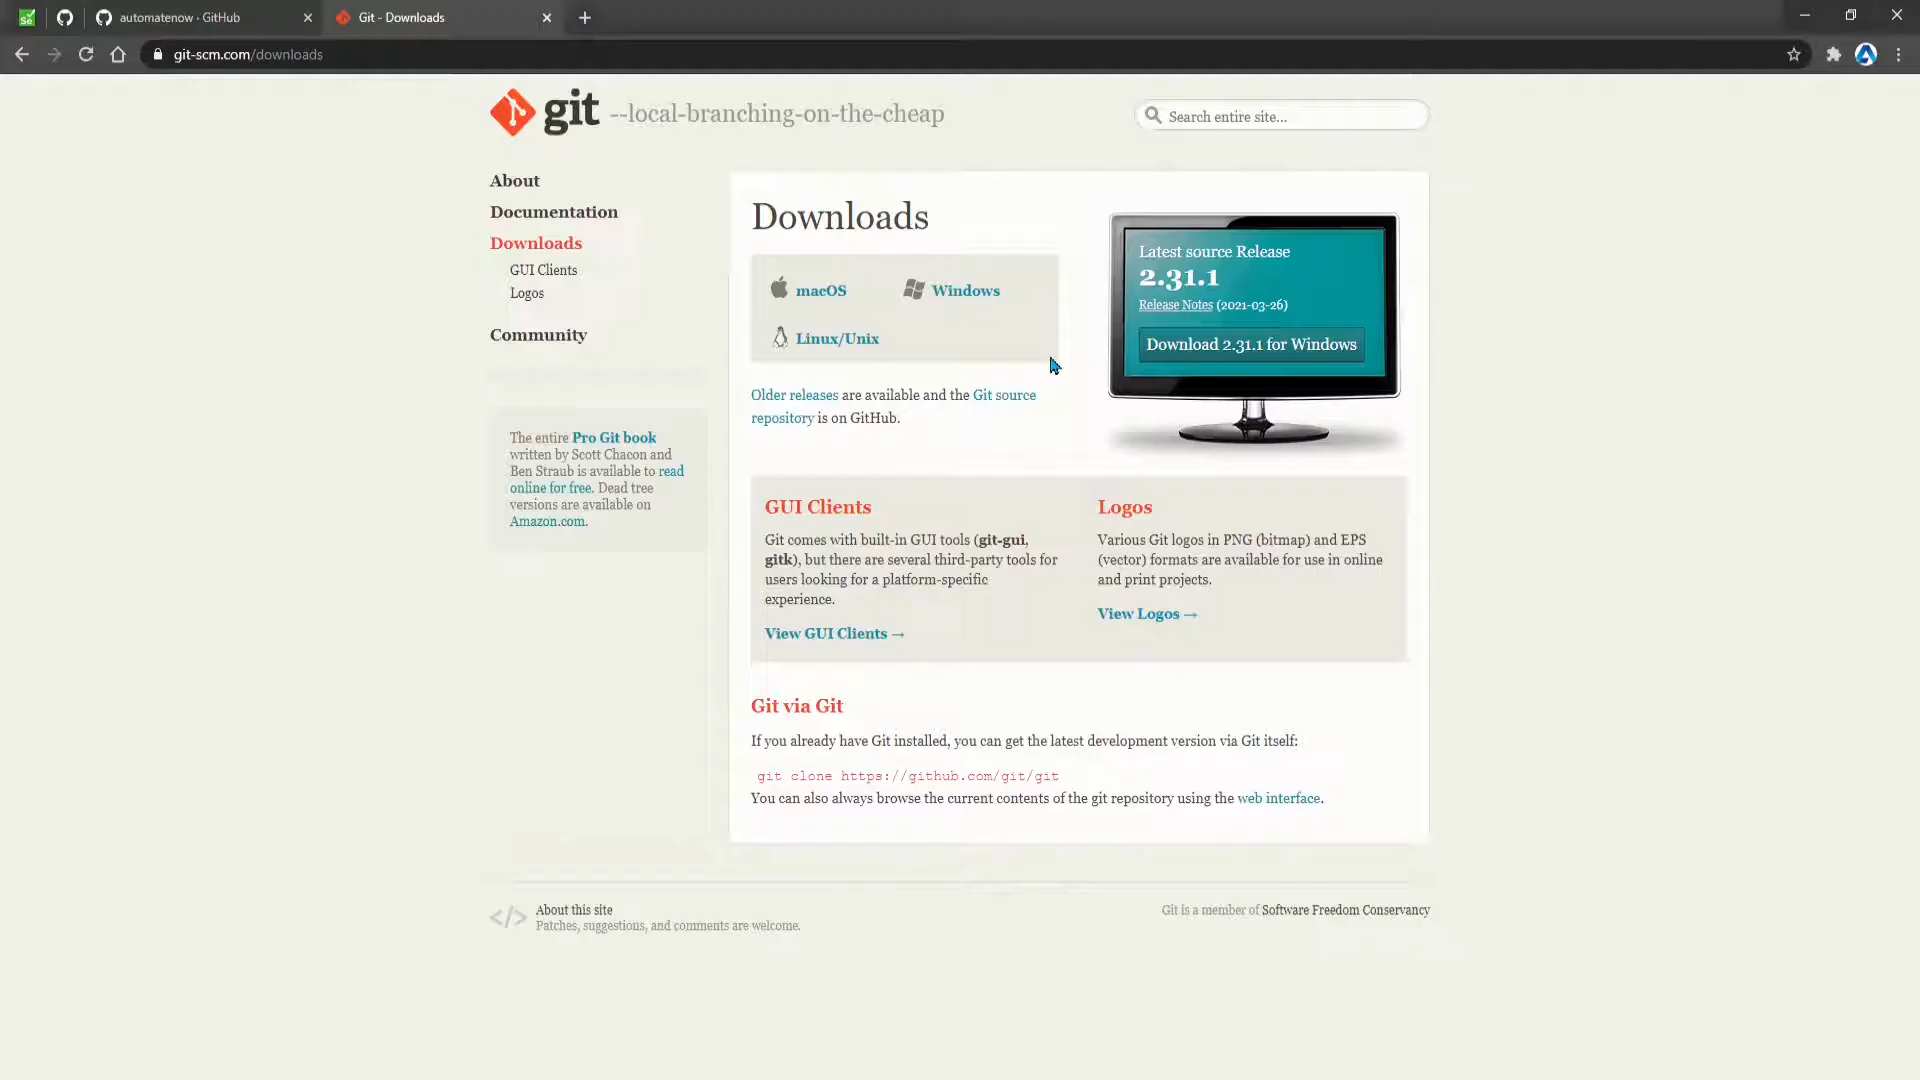 automatenow · GitHub
Git - Downloads
git-scm.com/downloads
git --local-branching-on-the-cheap
Search entire site...
About
Documentation
Downloads
GUI Clients
Logos
Community
The entire Pro Git book
written by Scott Chacon and
Ben Straub is available to read
online for free. Dead tree
versions are available on
Amazon.com.
Downloads
macOS
Windows
Linux/Unix
Older releases are available and the Git source
repository is on GitHub.
Latest source Release
2.31.1
Release Notes (2021-03-26)
Download 2.31.1 for Windows
GUI Clients
Git comes with built-in GUI tools (git-gui,
gitk), but there are several third-party tools for
users looking for a platform-specific
experience.
View GUI Clients →
Logos
Various Git logos in PNG (bitmap) and EPS
(vector) formats are available for use in online
and print projects.
View Logos →
Git via Git
If you already have Git installed, you can get the latest development version via Git itself:
git clone https://github.com/git/git
You can also always browse the current contents of the git repository using the web interface.
</> About this site
Patches, suggestions, and comments are welcome.
Git is a member of Software Freedom Conservancy